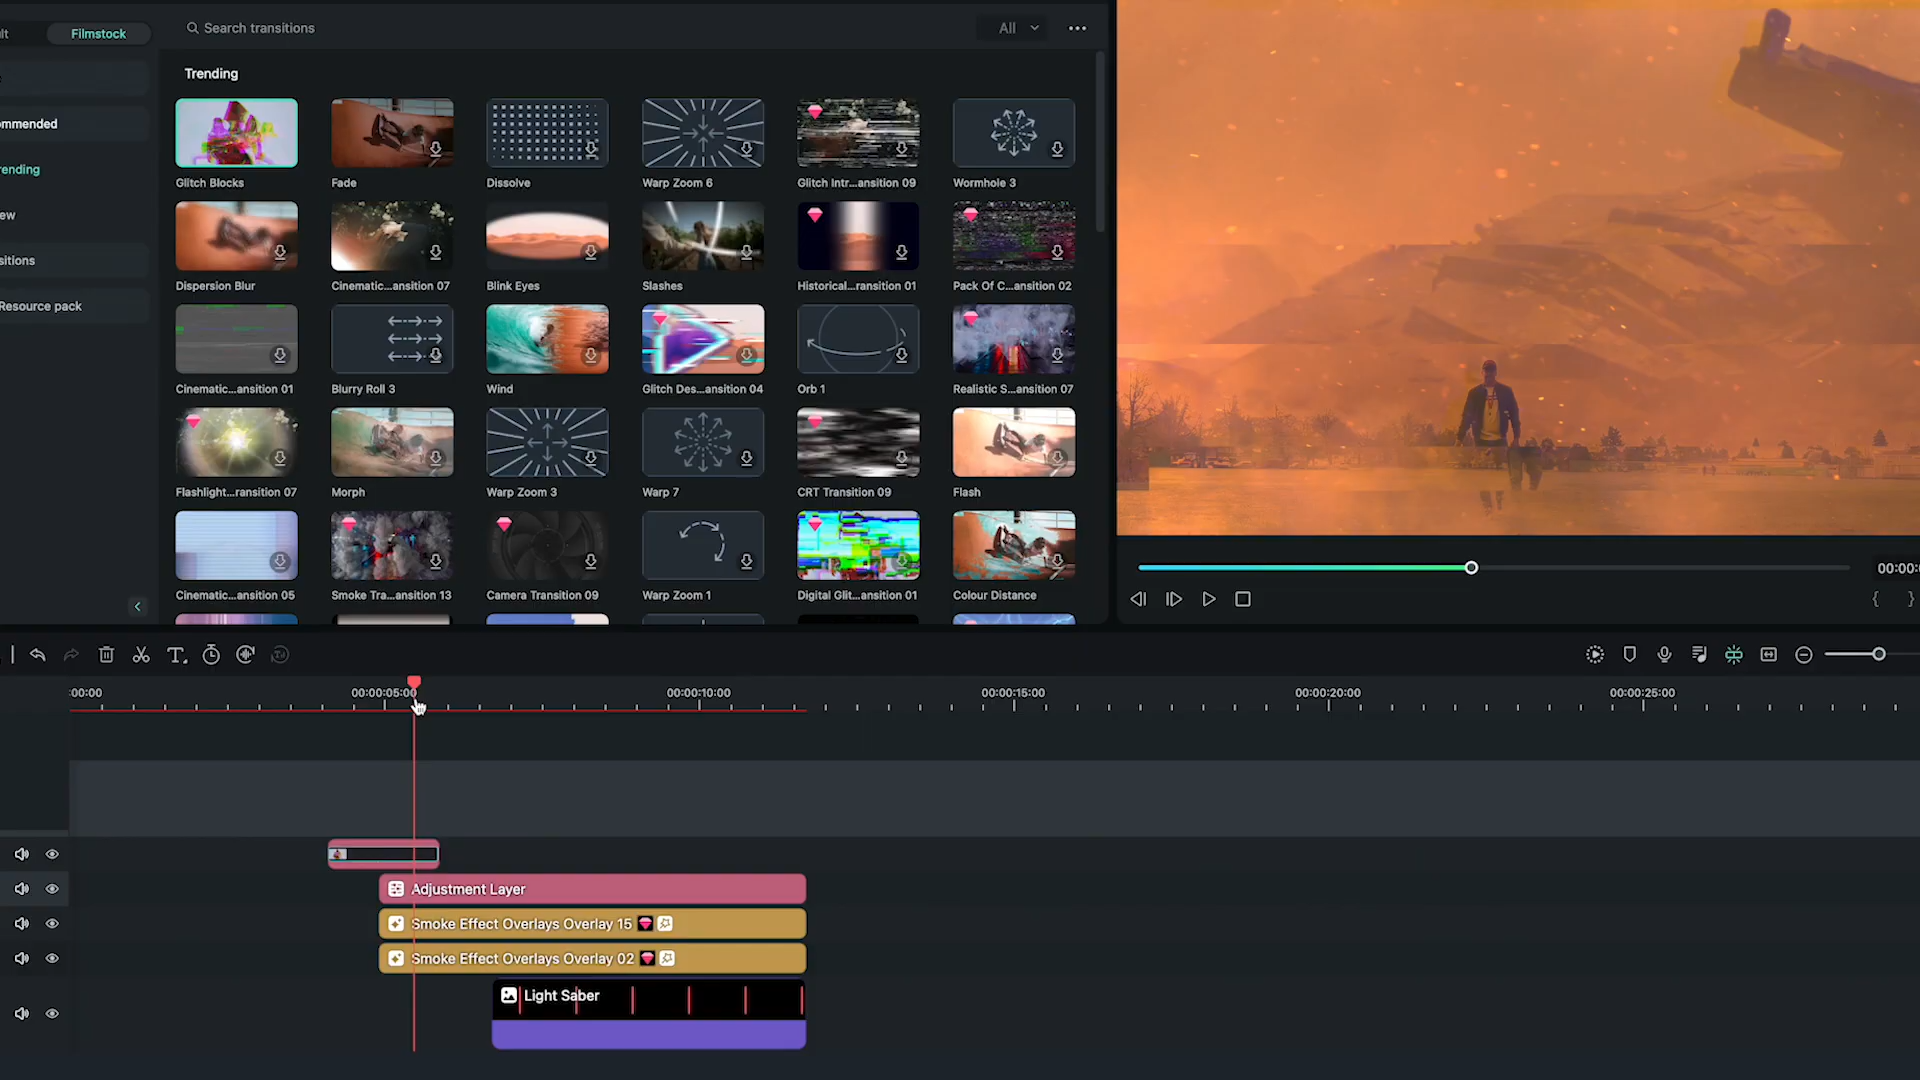 lt
Filmstock
Search transitions
All
Trending
ommended
rending
ew
sitions
Resource pack
Glitch Blocks
Fade
Dissolve
Warp Zoom 6
Glitch Intr...ansition 09
Wormhole 3
Dispersion Blur
Cinematic...ansition 07
Blink Eyes
Slashes
Historical...ransition 01
Pack Of C...ansition 02
Cinematic...ansition 01
Blurry Roll 3
Wind
Glitch Des...ansition 04
Orb 1
Realistic S...ansition 07
Flashlight...ransition 07
Morph
Warp Zoom 3
Warp 7
CRT Transition 09
Flash
Cinematic...ansition 05
Smoke Tra...ansition 13
Camera Transition 09
Warp Zoom 1
Digital Glit...ansition 01
Colour Distance
00:00:
{ }
:00:00
00:00:05:00
00:00:10:00
00:00:15:00
00:00:20:00
00:00:25:00
Adjustment Layer
Smoke Effect Overlays Overlay 15
Smoke Effect Overlays Overlay 02
Light Saber